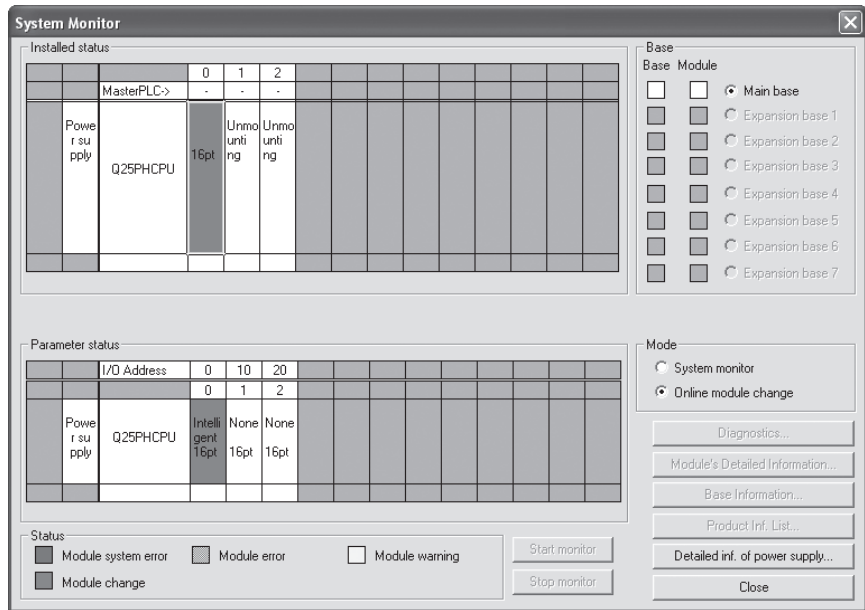 System Monitor
Installed status
0 1 2
MasterPLC-> - - -
Powe
r su
pply
Q25PHCPU
16pt
Unmo
unti
ng
Unmo
unti
ng
Base
Base Module
Main base
Expansion base 1
Expansion base 2
Expansion base 3
Expansion base 4
Expansion base 5
Expansion base 6
Expansion base 7
Parameter status
I/O Address 0 10 20
0 1 2
Powe
r su
pply
Q25PHCPU
Intelli
gent
16pt
None
16pt
None
16pt
Mode
System monitor
Online module change
Diagnostics...
Module's Detailed Information...
Base Information...
Product Inf. List...
Detailed inf. of power supply...
Close
Status
Module system error
Module error
Module warning
Module change
Start monitor
Stop monitor